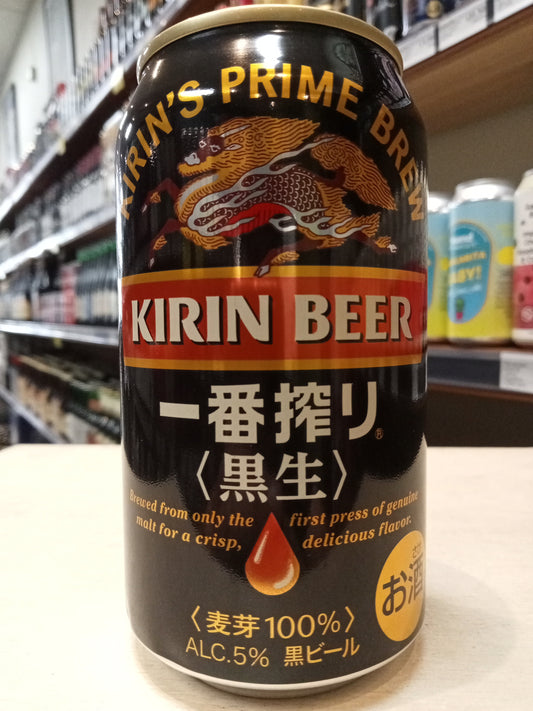 KIRIN'S PRIME BREW
KIRIN BEER
一番搾り®
〈黒生〉
Brewed from only the first press of genuine
malt for a crisp, delicious flavor.
お酒
〈麦芽100%〉
ALC.5% 黒ビール